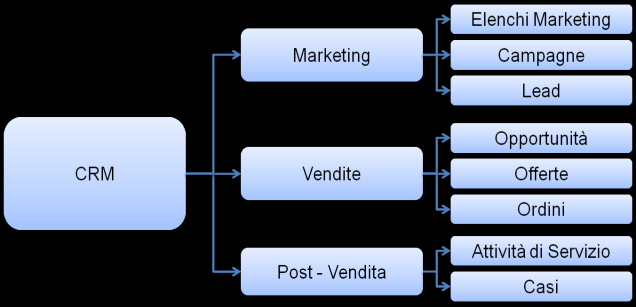 CRM
Marketing
Elenchi Marketing
Campagne
Lead
Vendite
Opportunità
Offerte
Ordini
Post - Vendita
Attività di Servizio
Casi